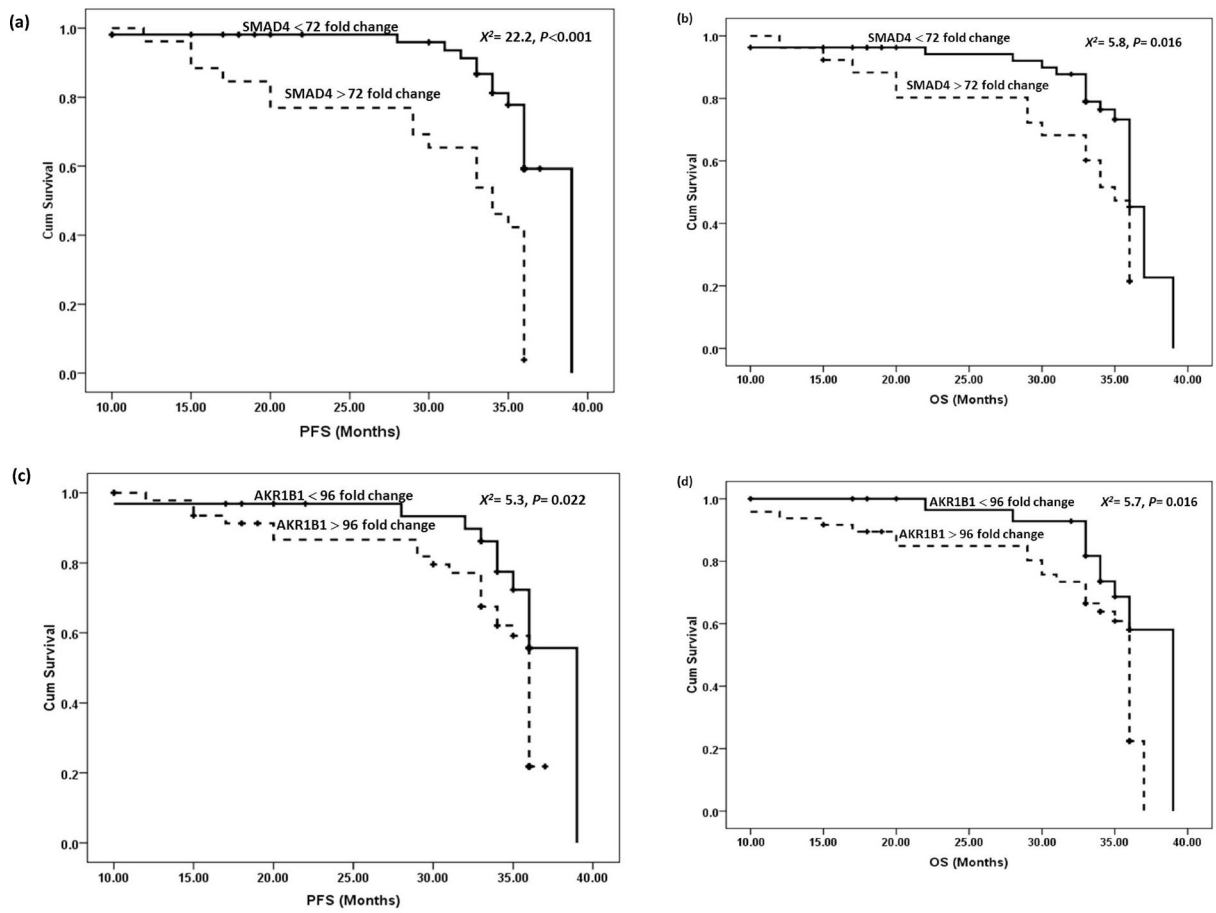 (a)
SMAD4 < 72 fold change
X²= 22.2, P<0.001
SMAD4 > 72 fold change
Cum Survival
1.0
0.8
0.6
0.4
0.2
0.0
10.00 15.00 20.00 25.00 30.00 35.00 40.00
PFS (Months)
(b)
SMAD4 < 72 fold change
X²= 5.8, P= 0.016
SMAD4 > 72 fold change
Cum Survival
1.0
0.8
0.6
0.4
0.2
0.0
10.00 15.00 20.00 25.00 30.00 35.00 40.00
OS (Months)
(c)
AKR1B1 < 96 fold change
X²= 5.3, P= 0.022
AKR1B1 > 96 fold change
Cum Survival
1.0
0.8
0.6
0.4
0.2
0.0
10.00 15.00 20.00 25.00 30.00 35.00 40.00
PFS (Months)
(d)
AKR1B1 < 96 fold change
X²= 5.7, P= 0.016
AKR1B1 > 96 fold change
Cum Survival
1.0
0.8
0.6
0.4
0.2
0.0
10.00 15.00 20.00 25.00 30.00 35.00 40.00
OS (Months)